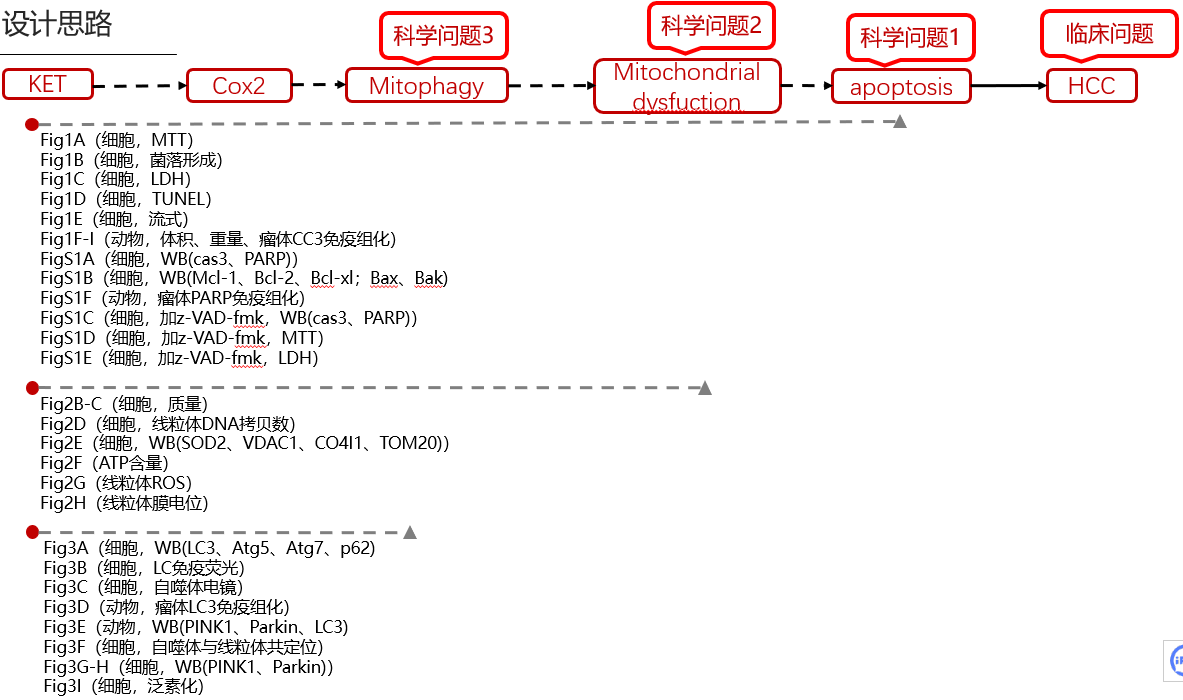 设计思路
科学问题3
科学问题2
科学问题1
临床问题
KET
Cox2
Mitophagy
Mitochondrial
dysfuction
apoptosis
HCC
Fig1A（细胞，MTT）
Fig1B（细胞，菌落形成）
Fig1C（细胞，LDH）
Fig1D（细胞，TUNEL）
Fig1E（细胞，流式）
Fig1F-I（动物，体积、重量、瘤体CC3免疫组化）
FigS1A（细胞，WB(cas3、PARP)）
FigS1B（细胞，WB(Mcl-1、Bcl-2、Bcl-xl；Bax、Bak)
FigS1F（动物，瘤体PARP免疫组化）
FigS1C（细胞，加z-VAD-fmk，WB(cas3、PARP)）
FigS1D（细胞，加z-VAD-fmk，MTT）
FigS1E（细胞，加z-VAD-fmk，LDH）
Fig2B-C（细胞，质量）
Fig2D（细胞，线粒体DNA拷贝数）
Fig2E（细胞，WB(SOD2、VDAC1、CO4I1、TOM20)）
Fig2F（ATP含量）
Fig2G（线粒体ROS）
Fig2H（线粒体膜电位）
Fig3A（细胞，WB(LC3、Atg5、Atg7、p62)
Fig3B（细胞，LC免疫荧光）
Fig3C（细胞，自噬体电镜）
Fig3D（动物，瘤体LC3免疫组化）
Fig3E（动物，WB(PINK1、Parkin、LC3)
Fig3F（细胞，自噬体与线粒体共定位）
Fig3G-H（细胞，WB(PINK1、Parkin)）
Fig3I（细胞，泛素化）